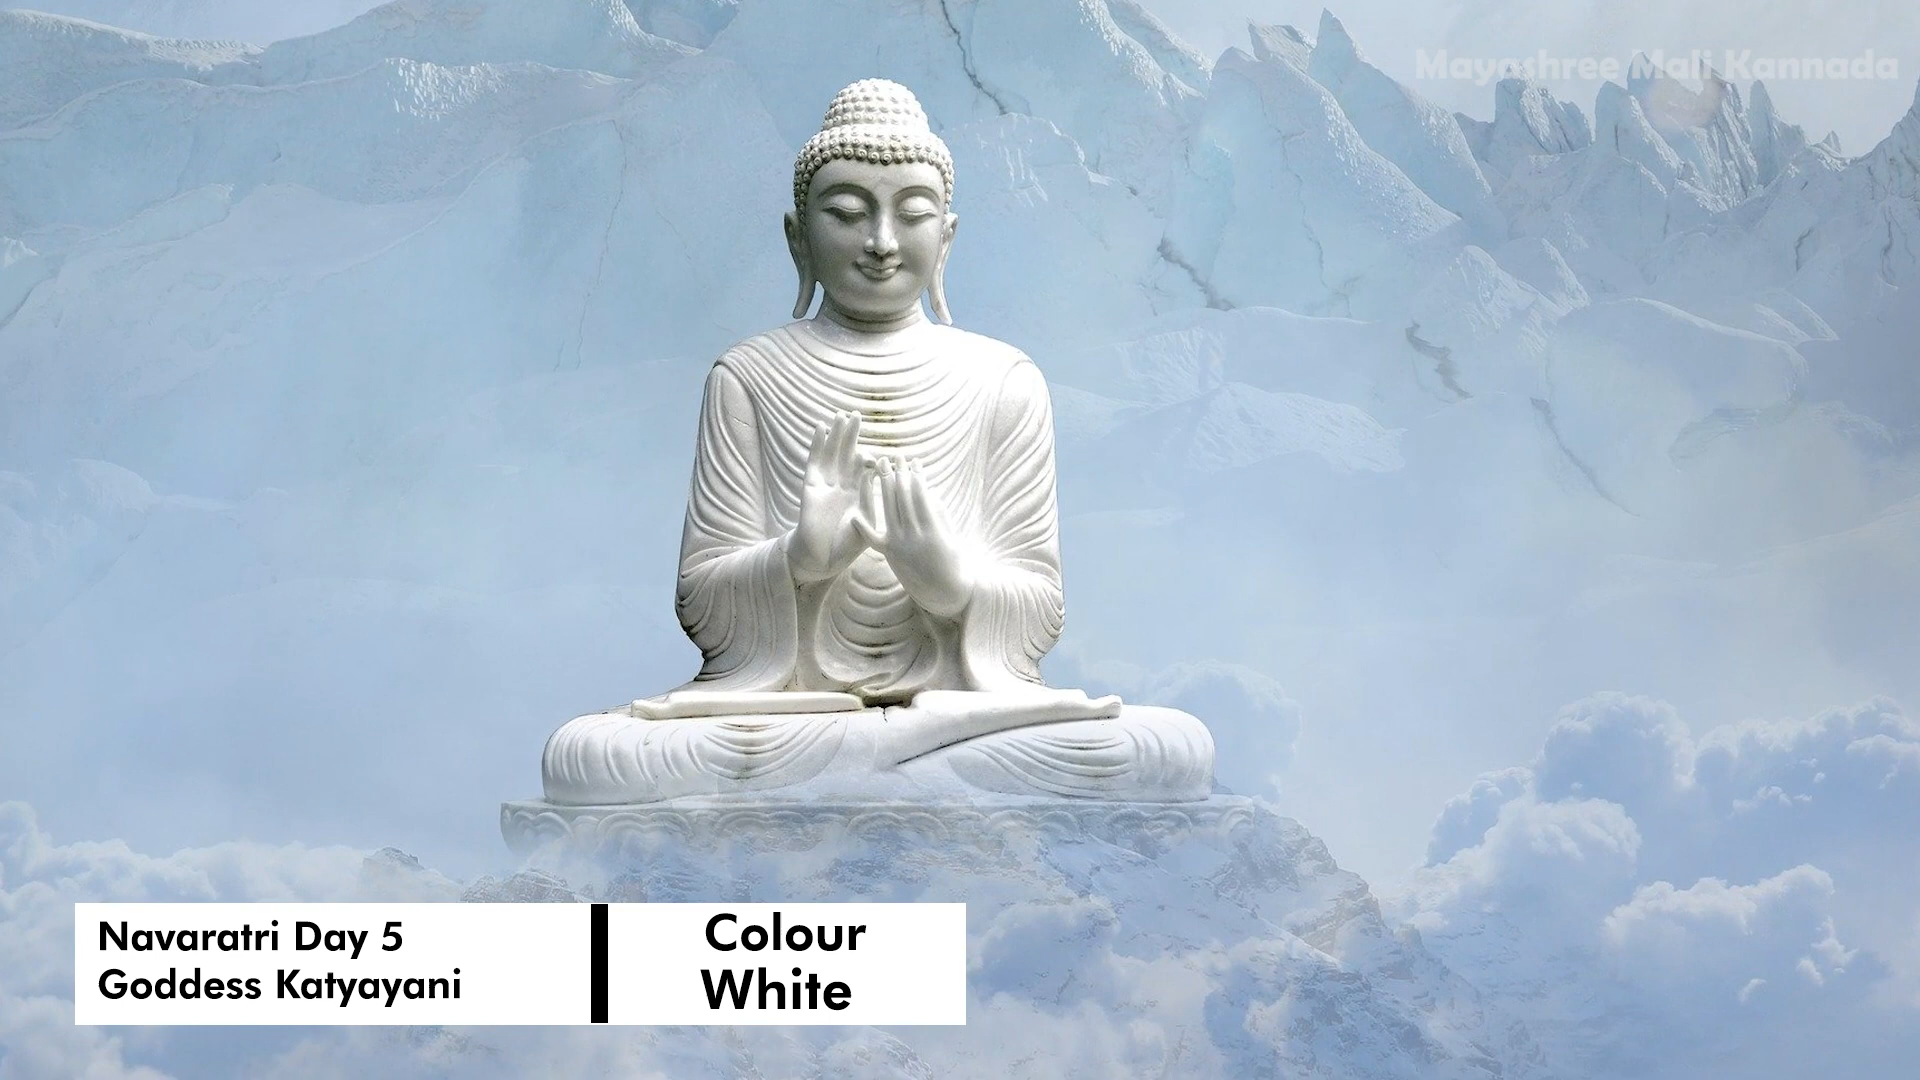 Mayashree Mali Kannada
Navaratri Day 5
Goddess Katyayani
Colour
White